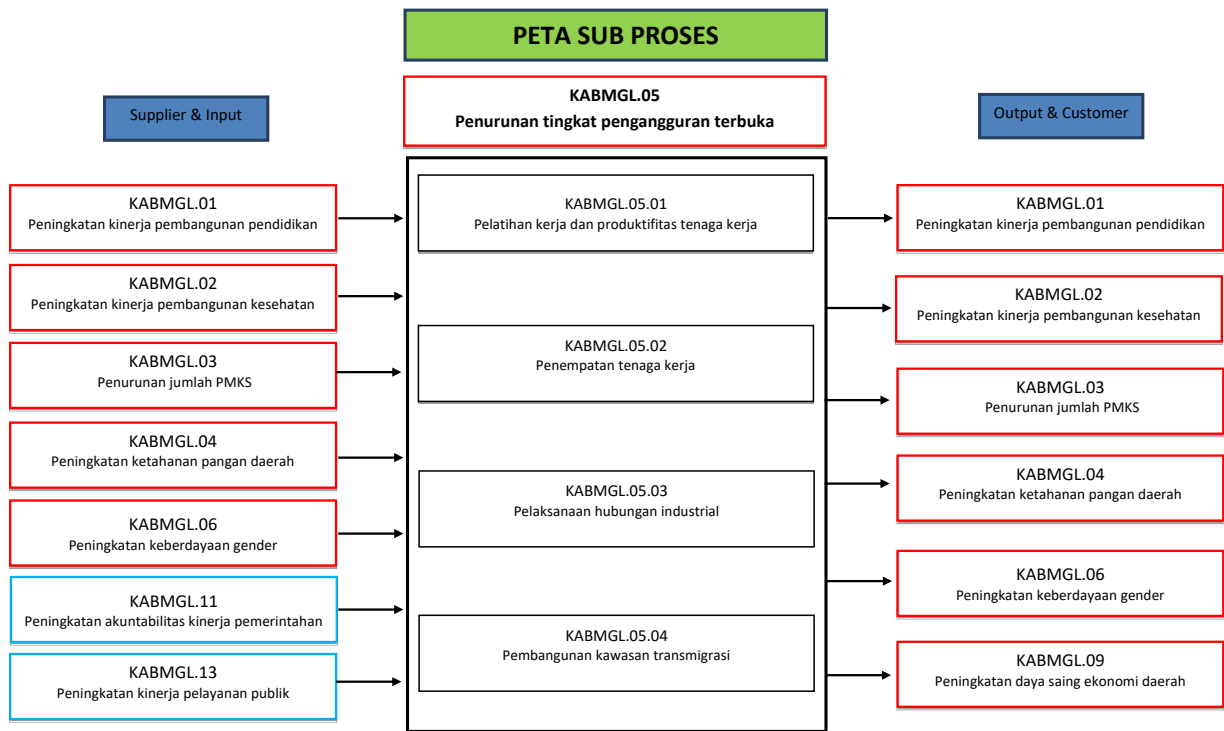 PETA SUB PROSES
KABMGL.05
Penurunan tingkat pengangguran terbuka
Supplier & Input
Output & Customer
KABMGL.01
Peningkatan kinerja pembangunan pendidikan
KABMGL.02
Peningkatan kinerja pembangunan kesehatan
KABMGL.03
Penurunan jumlah PMKS
KABMGL.04
Peningkatan ketahanan pangan daerah
KABMGL.06
Peningkatan keberdayaan gender
KABMGL.11
Peningkatan akuntabilitas kinerja pemerintahan
KABMGL.13
Peningkatan kinerja pelayanan publik
KABMGL.05.01
Pelatihan kerja dan produktifitas tenaga kerja
KABMGL.05.02
Penempatan tenaga kerja
KABMGL.05.03
Pelaksanaan hubungan industrial
KABMGL.05.04
Pembangunan kawasan transmigrasi
KABMGL.01
Peningkatan kinerja pembangunan pendidikan
KABMGL.02
Peningkatan kinerja pembangunan kesehatan
KABMGL.03
Penurunan jumlah PMKS
KABMGL.04
Peningkatan ketahanan pangan daerah
KABMGL.06
Peningkatan keberdayaan gender
KABMGL.09
Peningkatan daya saing ekonomi daerah